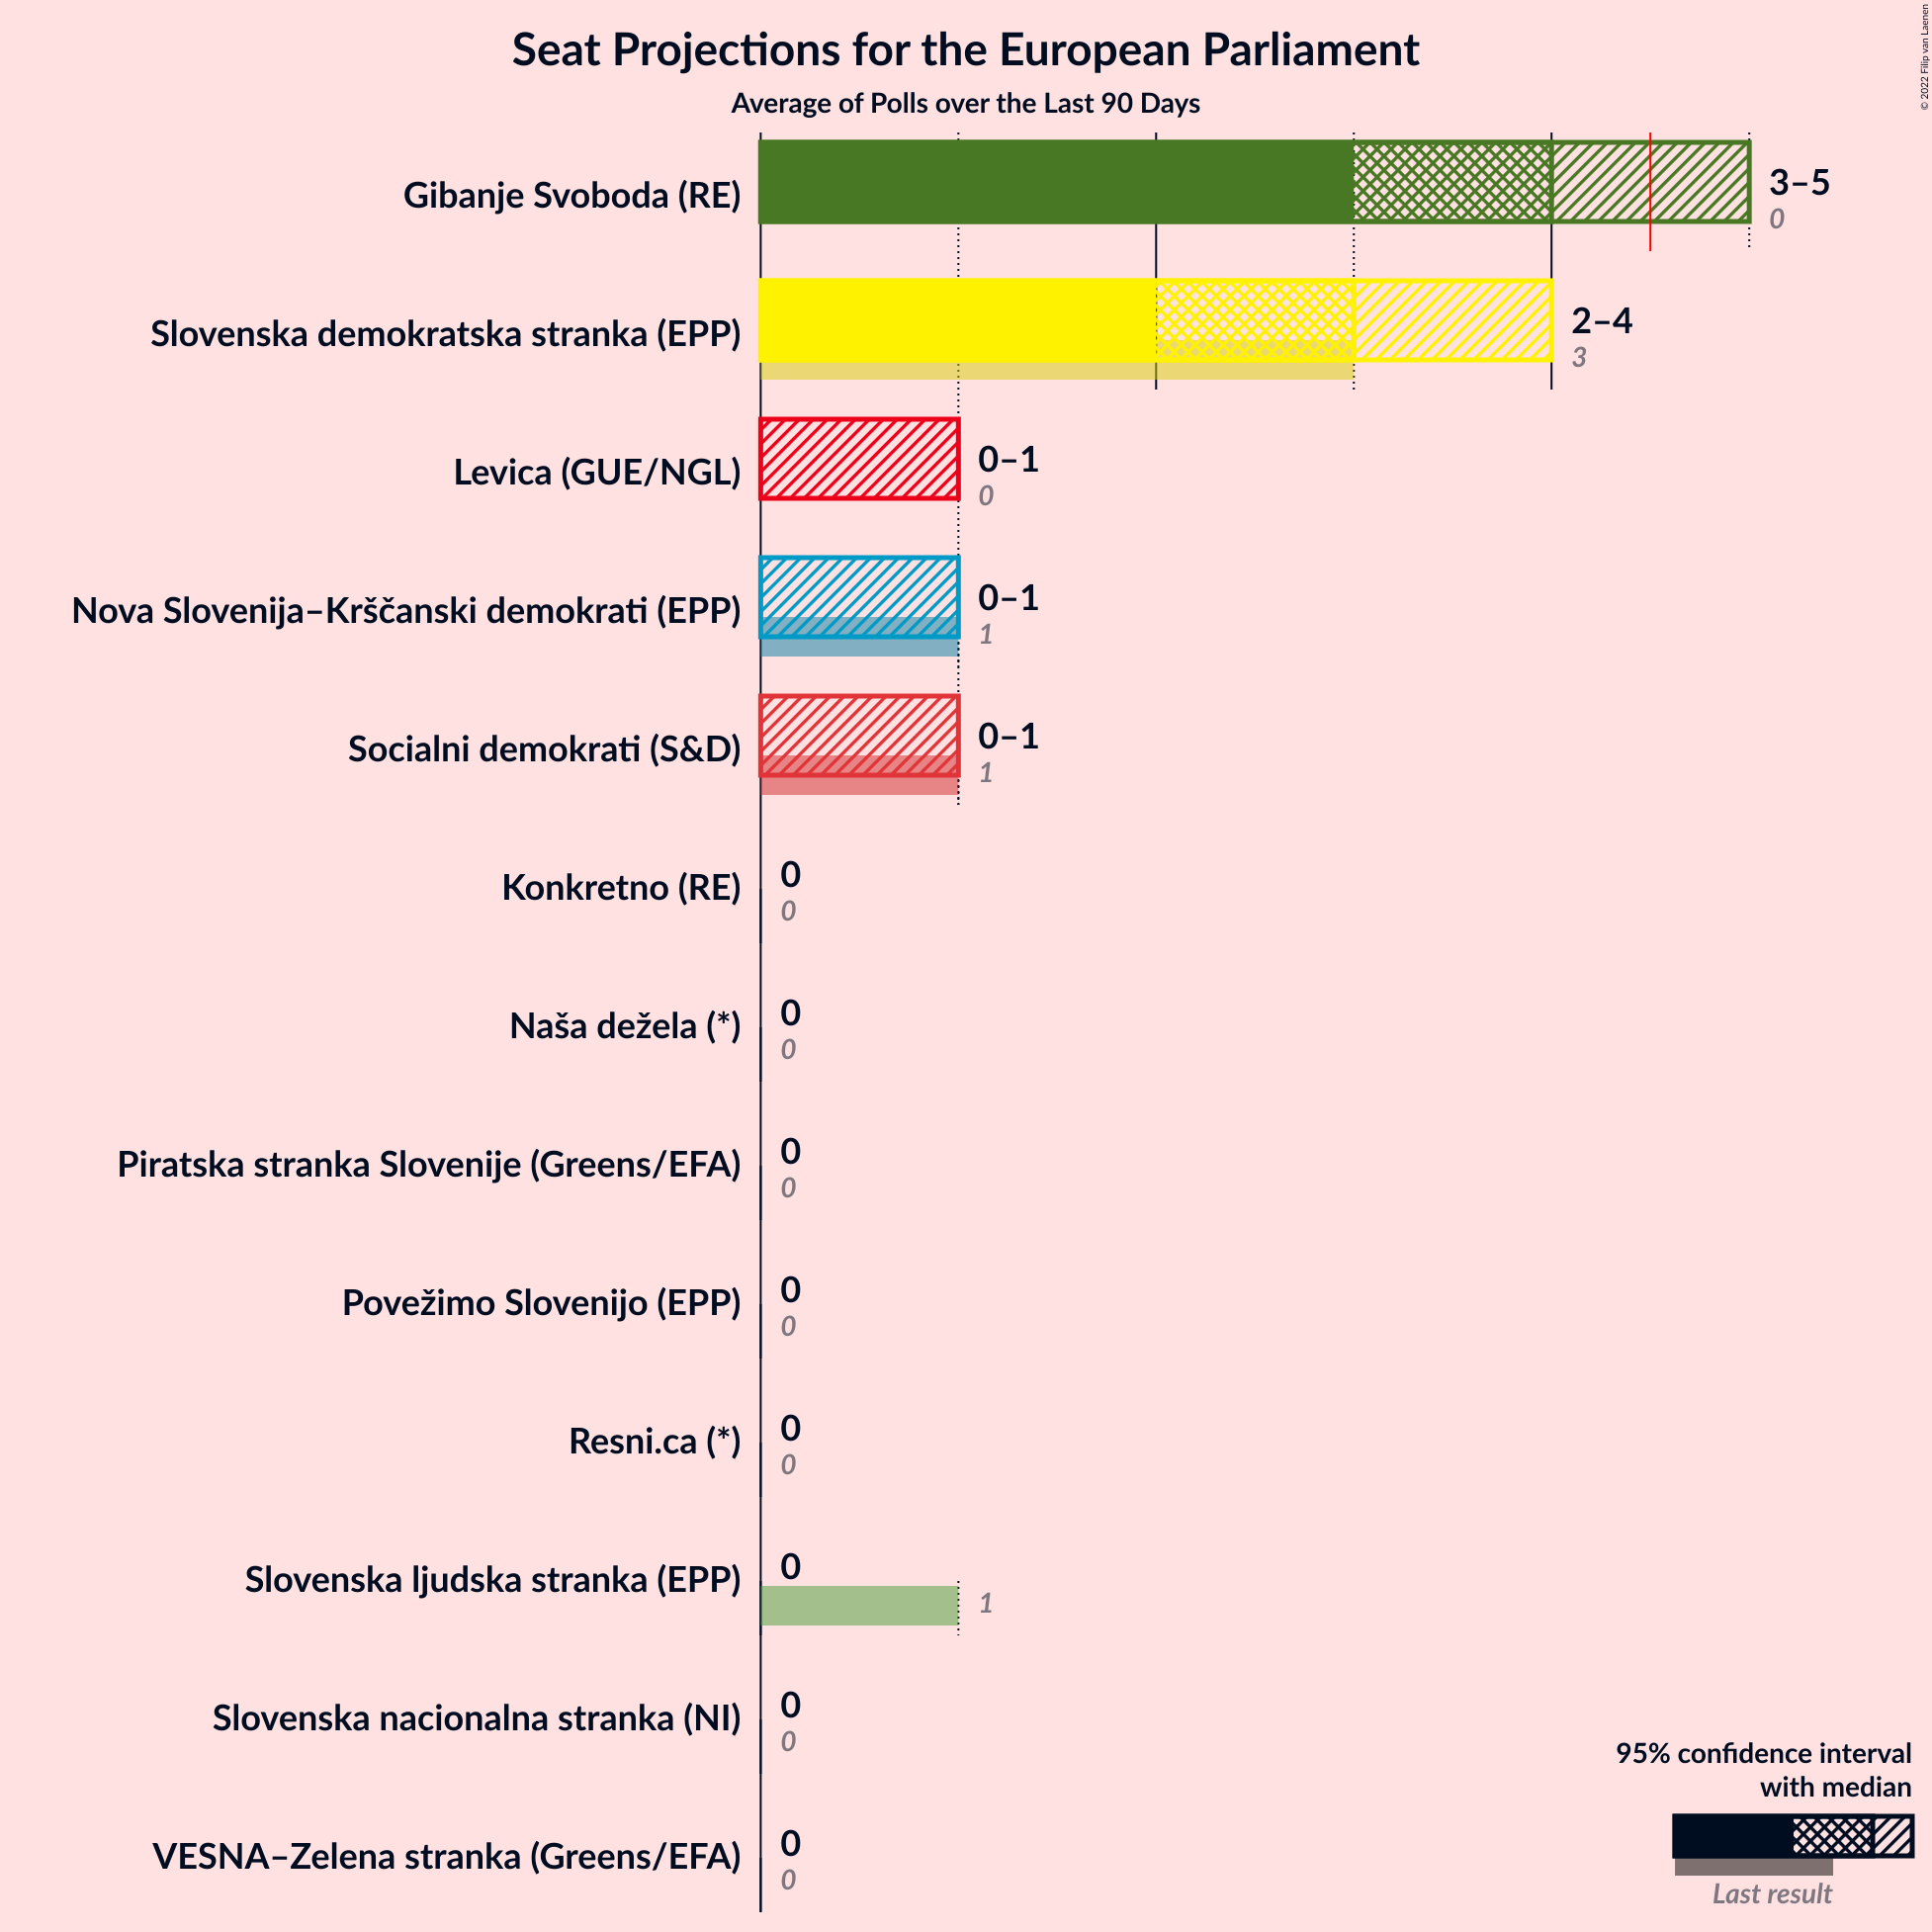 Seat Projections for the European Parliament
Average of Polls over the Last 90 Days
© 2022 Filip van Laenen
Gibanje Svoboda (RE)
3–5
0
Slovenska demokratska stranka (EPP)
2–4
3
Levica (GUE/NGL)
0–1
0
Nova Slovenija–Krščanski demokrati (EPP)
0–1
1
Socialni demokrati (S&D)
0–1
1
Konkretno (RE)
0
0
Naša dežela (*)
0
0
Piratska stranka Slovenije (Greens/EFA)
0
0
Povežimo Slovenijo (EPP)
0
0
Resni.ca (*)
0
0
Slovenska ljudska stranka (EPP)
0
1
Slovenska nacionalna stranka (NI)
0
0
VESNA–Zelena stranka (Greens/EFA)
0
0
95% confidence interval
with median
Last result